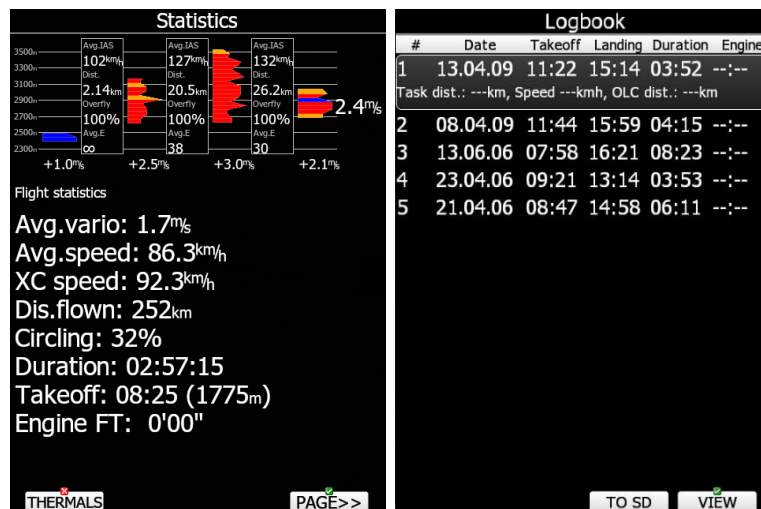 Statistics
Avg.IAS Avg.IAS Avg.IAS
3500m 102km/h 127km/h 132km/h
3300m Dist. Dist. Dist.
3100m 2.14km 20.5km 26.2km
2900m Overfly Overfly Overfly 2.4m/s
2700m 100% 100% 100%
2500m Avg.E Avg.E Avg.E
2300m ∞ 38 30
+1.0m/s +2.5m/s +3.0m/s +2.1m/s
Flight statistics
Avg.vario: 1.7m/s
Avg.speed: 86.3km/h
XC speed: 92.3km/h
Dis.flown: 252km
Circling: 32%
Duration: 02:57:15
Takeoff: 08:25 (1775m)
Engine FT: 0'00"
THERMALS PAGE>>
Logbook
# Date Takeoff Landing Duration Engine
1 13.04.09 11:22 15:14 03:52 --:--
Task dist.: ---km, Speed ---kmh, OLC dist.: ---km
2 08.04.09 11:44 15:59 04:15 --:--
3 13.06.06 07:58 16:21 08:23 --:--
4 23.04.06 09:21 13:14 03:53 --:--
5 21.04.06 08:47 14:58 06:11 --:--
TO SD VIEW